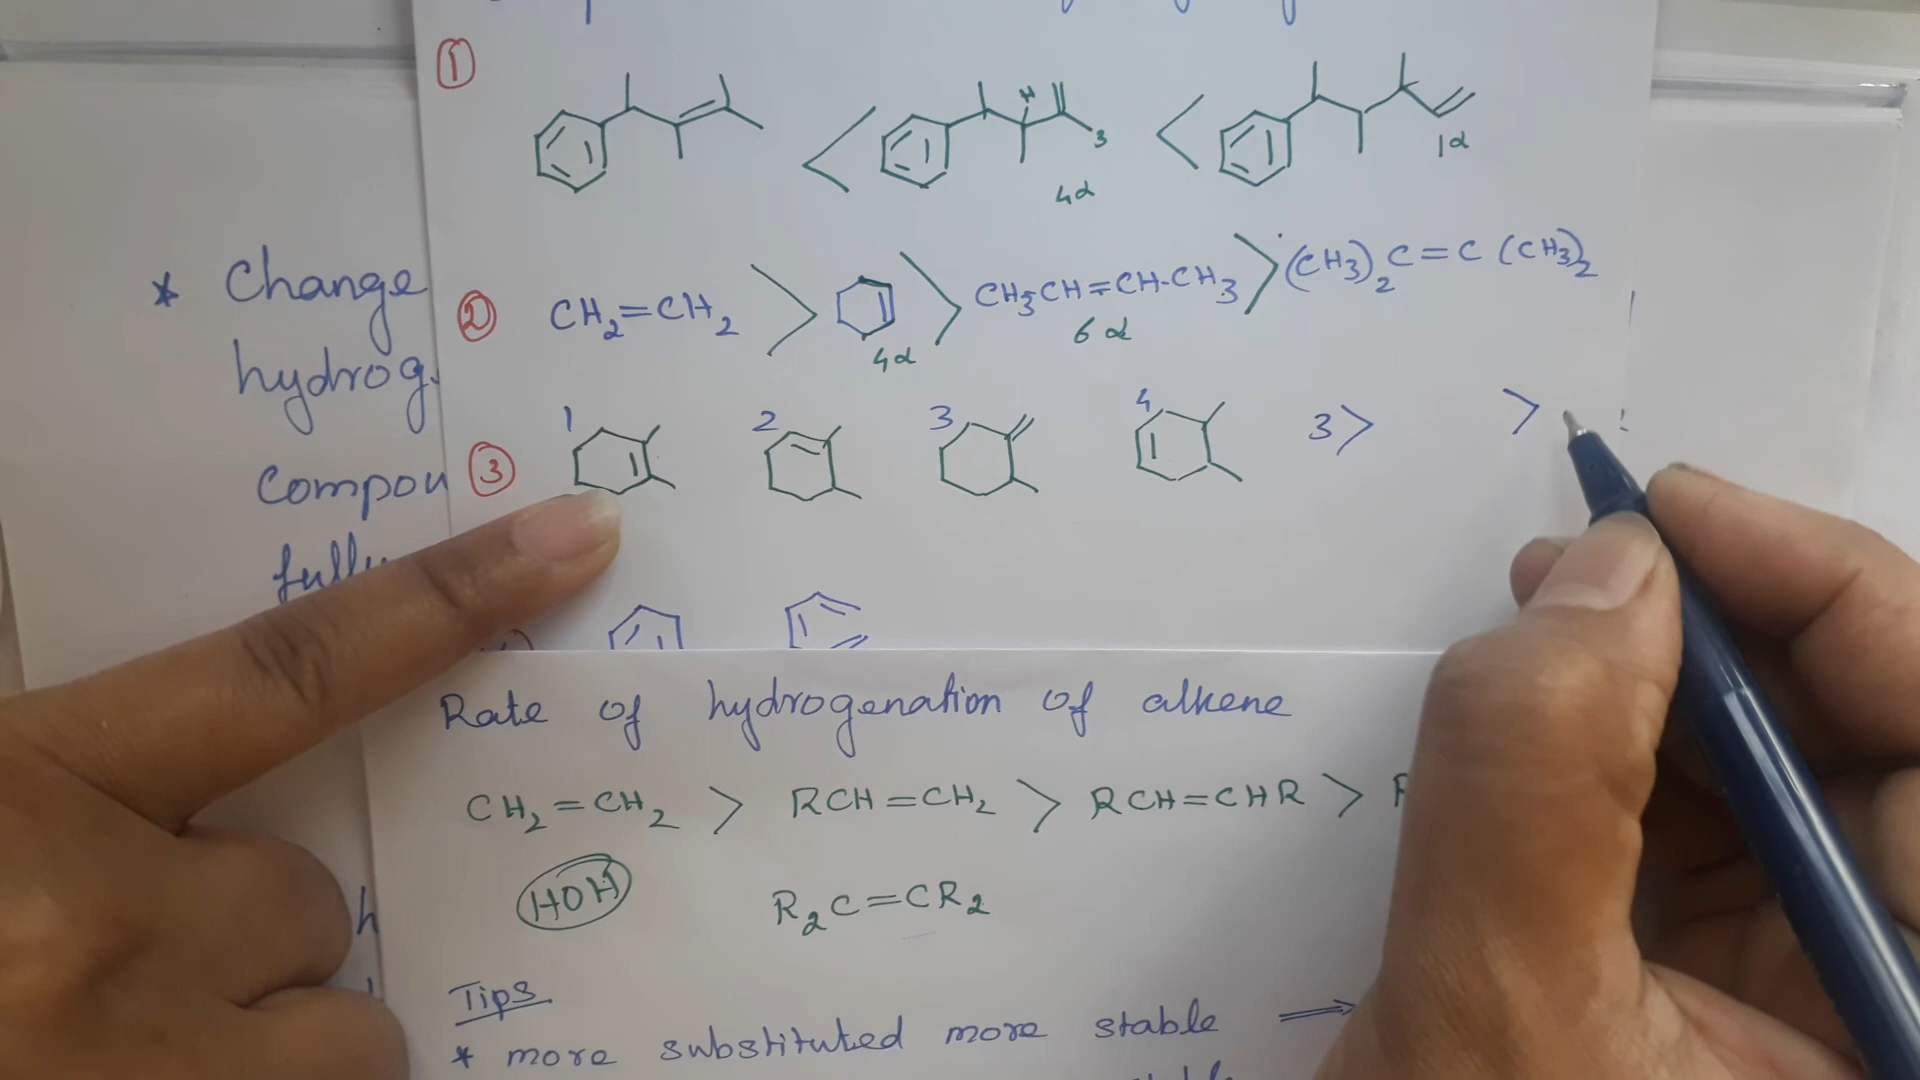 1
H
3
4α
1α
* Change
hydrog
compou
fully
2
CH2=CH2 > > CH3CH=CH-CH3 > (CH3)2C=C(CH3)2
4α
6α
3
1 2 3 4 3> >
Rate of hydrogenation of alkene
CH2=CH2 > RCH=CH2 > RCH=CHR >
HOH
R2C=CR2
Tips
* more substituted more stable ⟹